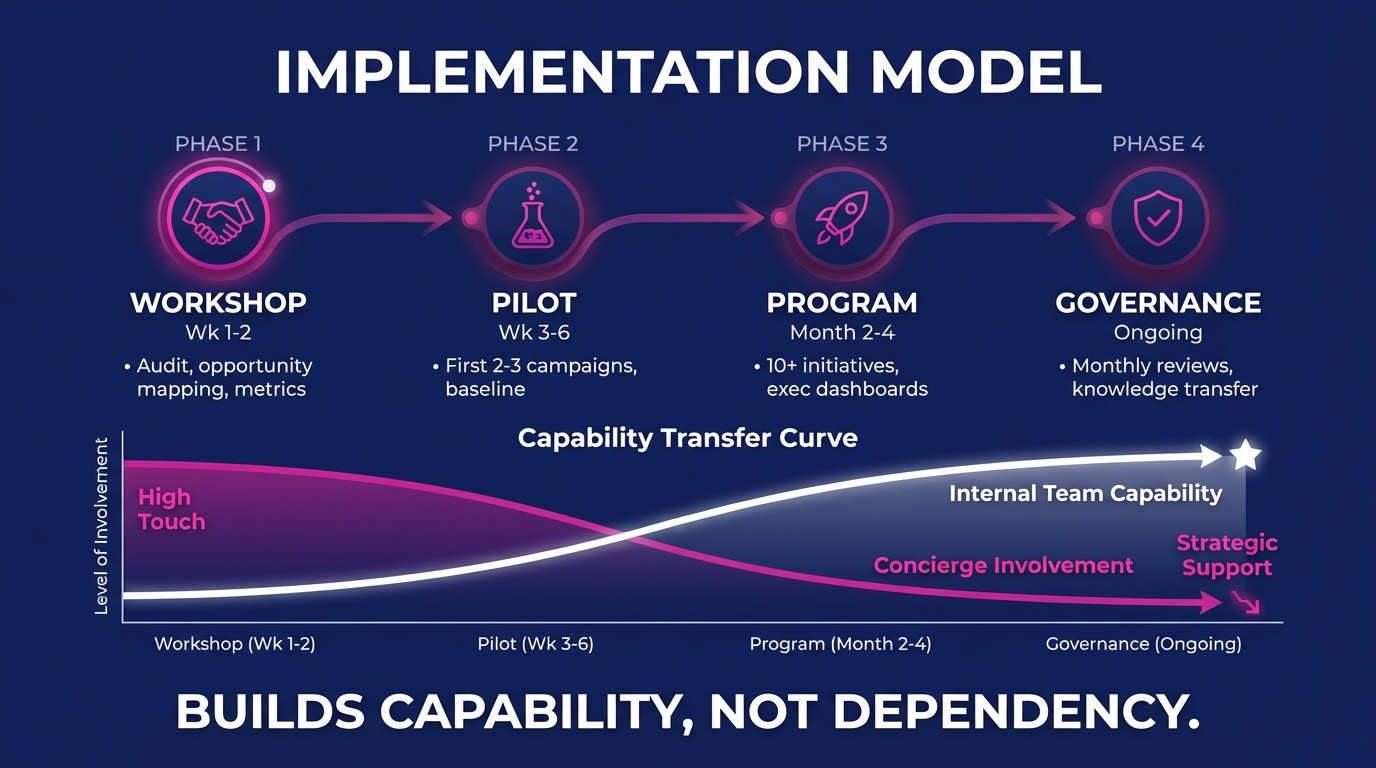 IMPLEMENTATION MODEL
PHASE 1
WORKSHOP
Wk 1-2
• Audit, opportunity
mapping, metrics
PHASE 2
PILOT
Wk 3-6
• First 2-3 campaigns,
baseline
PHASE 3
PROGRAM
Month 2-4
• 10+ initiatives,
exec dashboards
PHASE 4
GOVERNANCE
Ongoing
• Monthly reviews,
knowledge transfer
Capability Transfer Curve
Level of Involvement
High
Touch
Internal Team Capability
Concierge Involvement
Strategic
Support
Workshop (Wk 1-2)
Pilot (Wk 3-6)
Program (Month 2-4)
Governance (Ongoing)
BUILDS CAPABILITY, NOT DEPENDENCY.